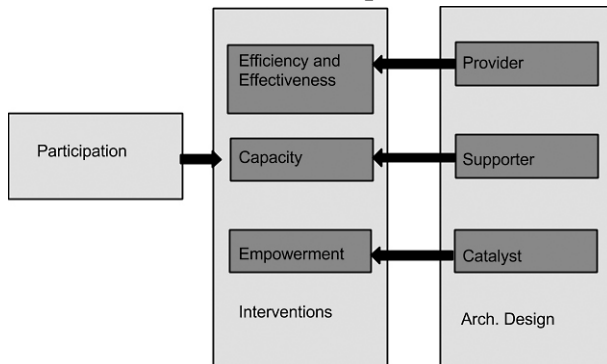 Participation
Efficiency and
Effectiveness
Capacity
Empowerment
Interventions
Provider
Supporter
Catalyst
Arch. Design